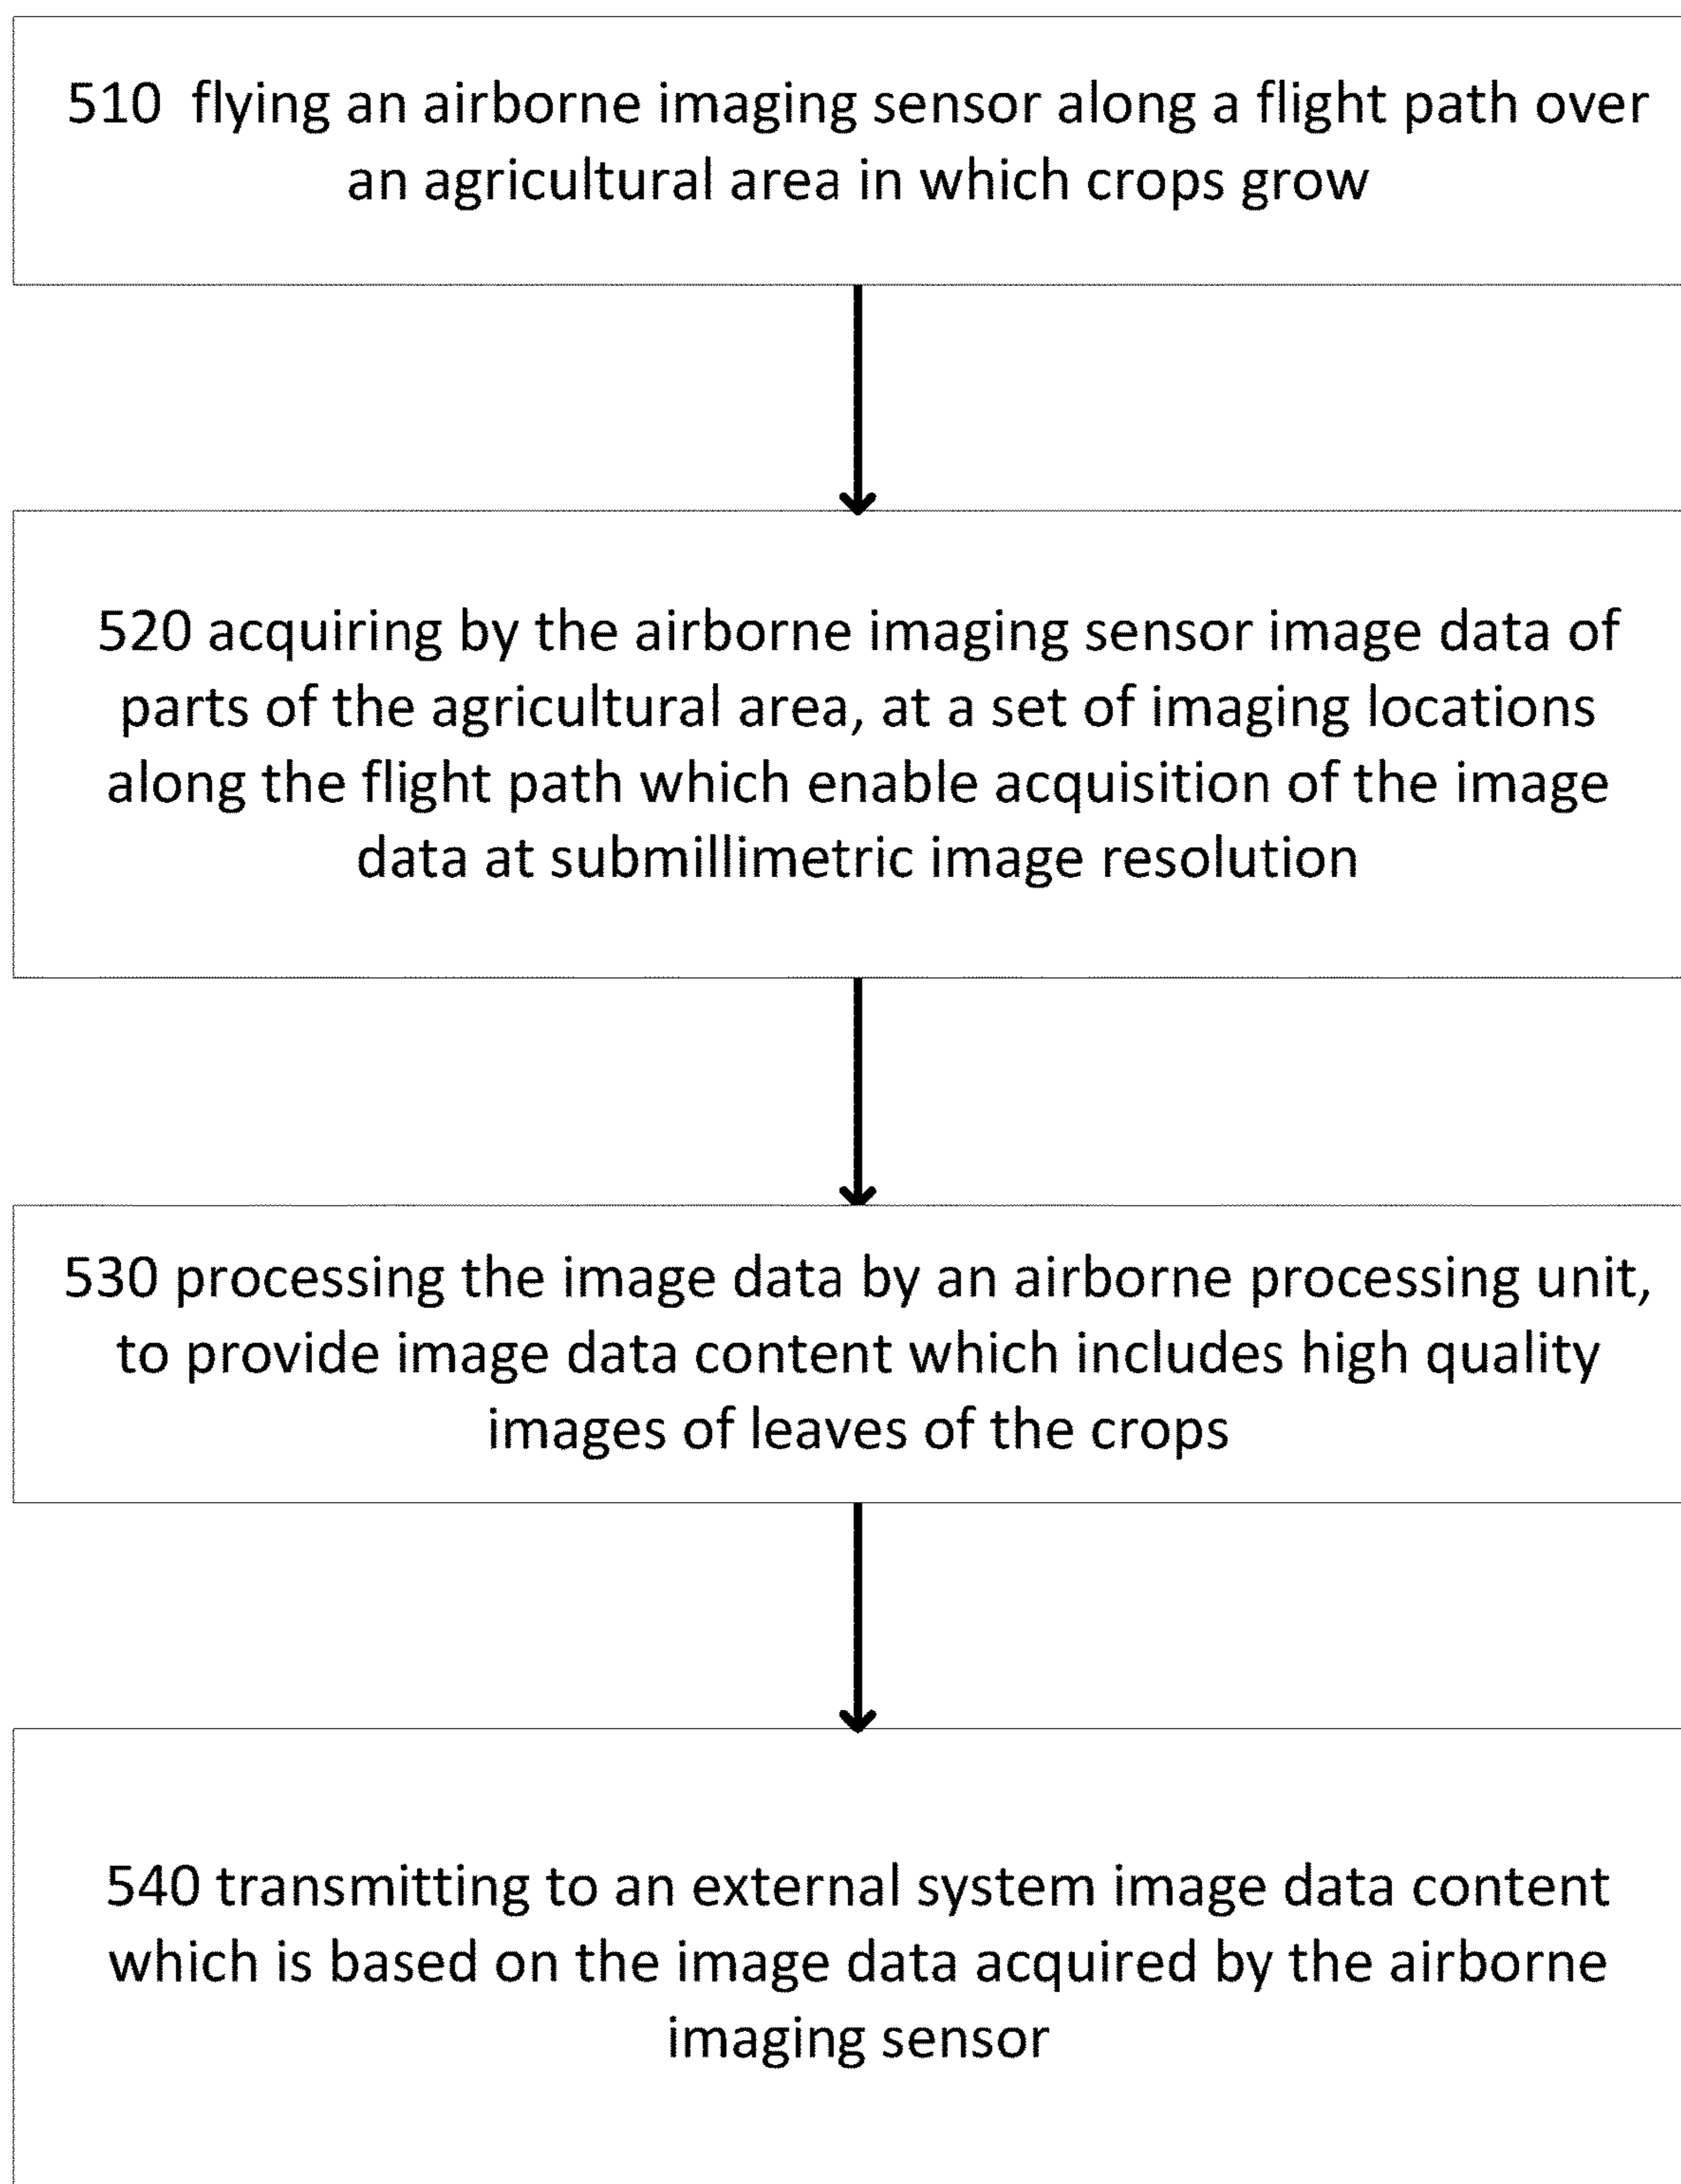 510 flying an airborne imaging sensor along a flight path over
an agricultural area in which crops grow
520 acquiring by the airborne imaging sensor image data of
parts of the agricultural area, at a set of imaging locations
along the flight path which enable acquisition of the image
data at submillimetric image resolution
530 processing the image data by an airborne processing unit,
to provide image data content which includes high quality
images of leaves of the crops
540 transmitting to an external system image data content
which is based on the image data acquired by the airborne
imaging sensor